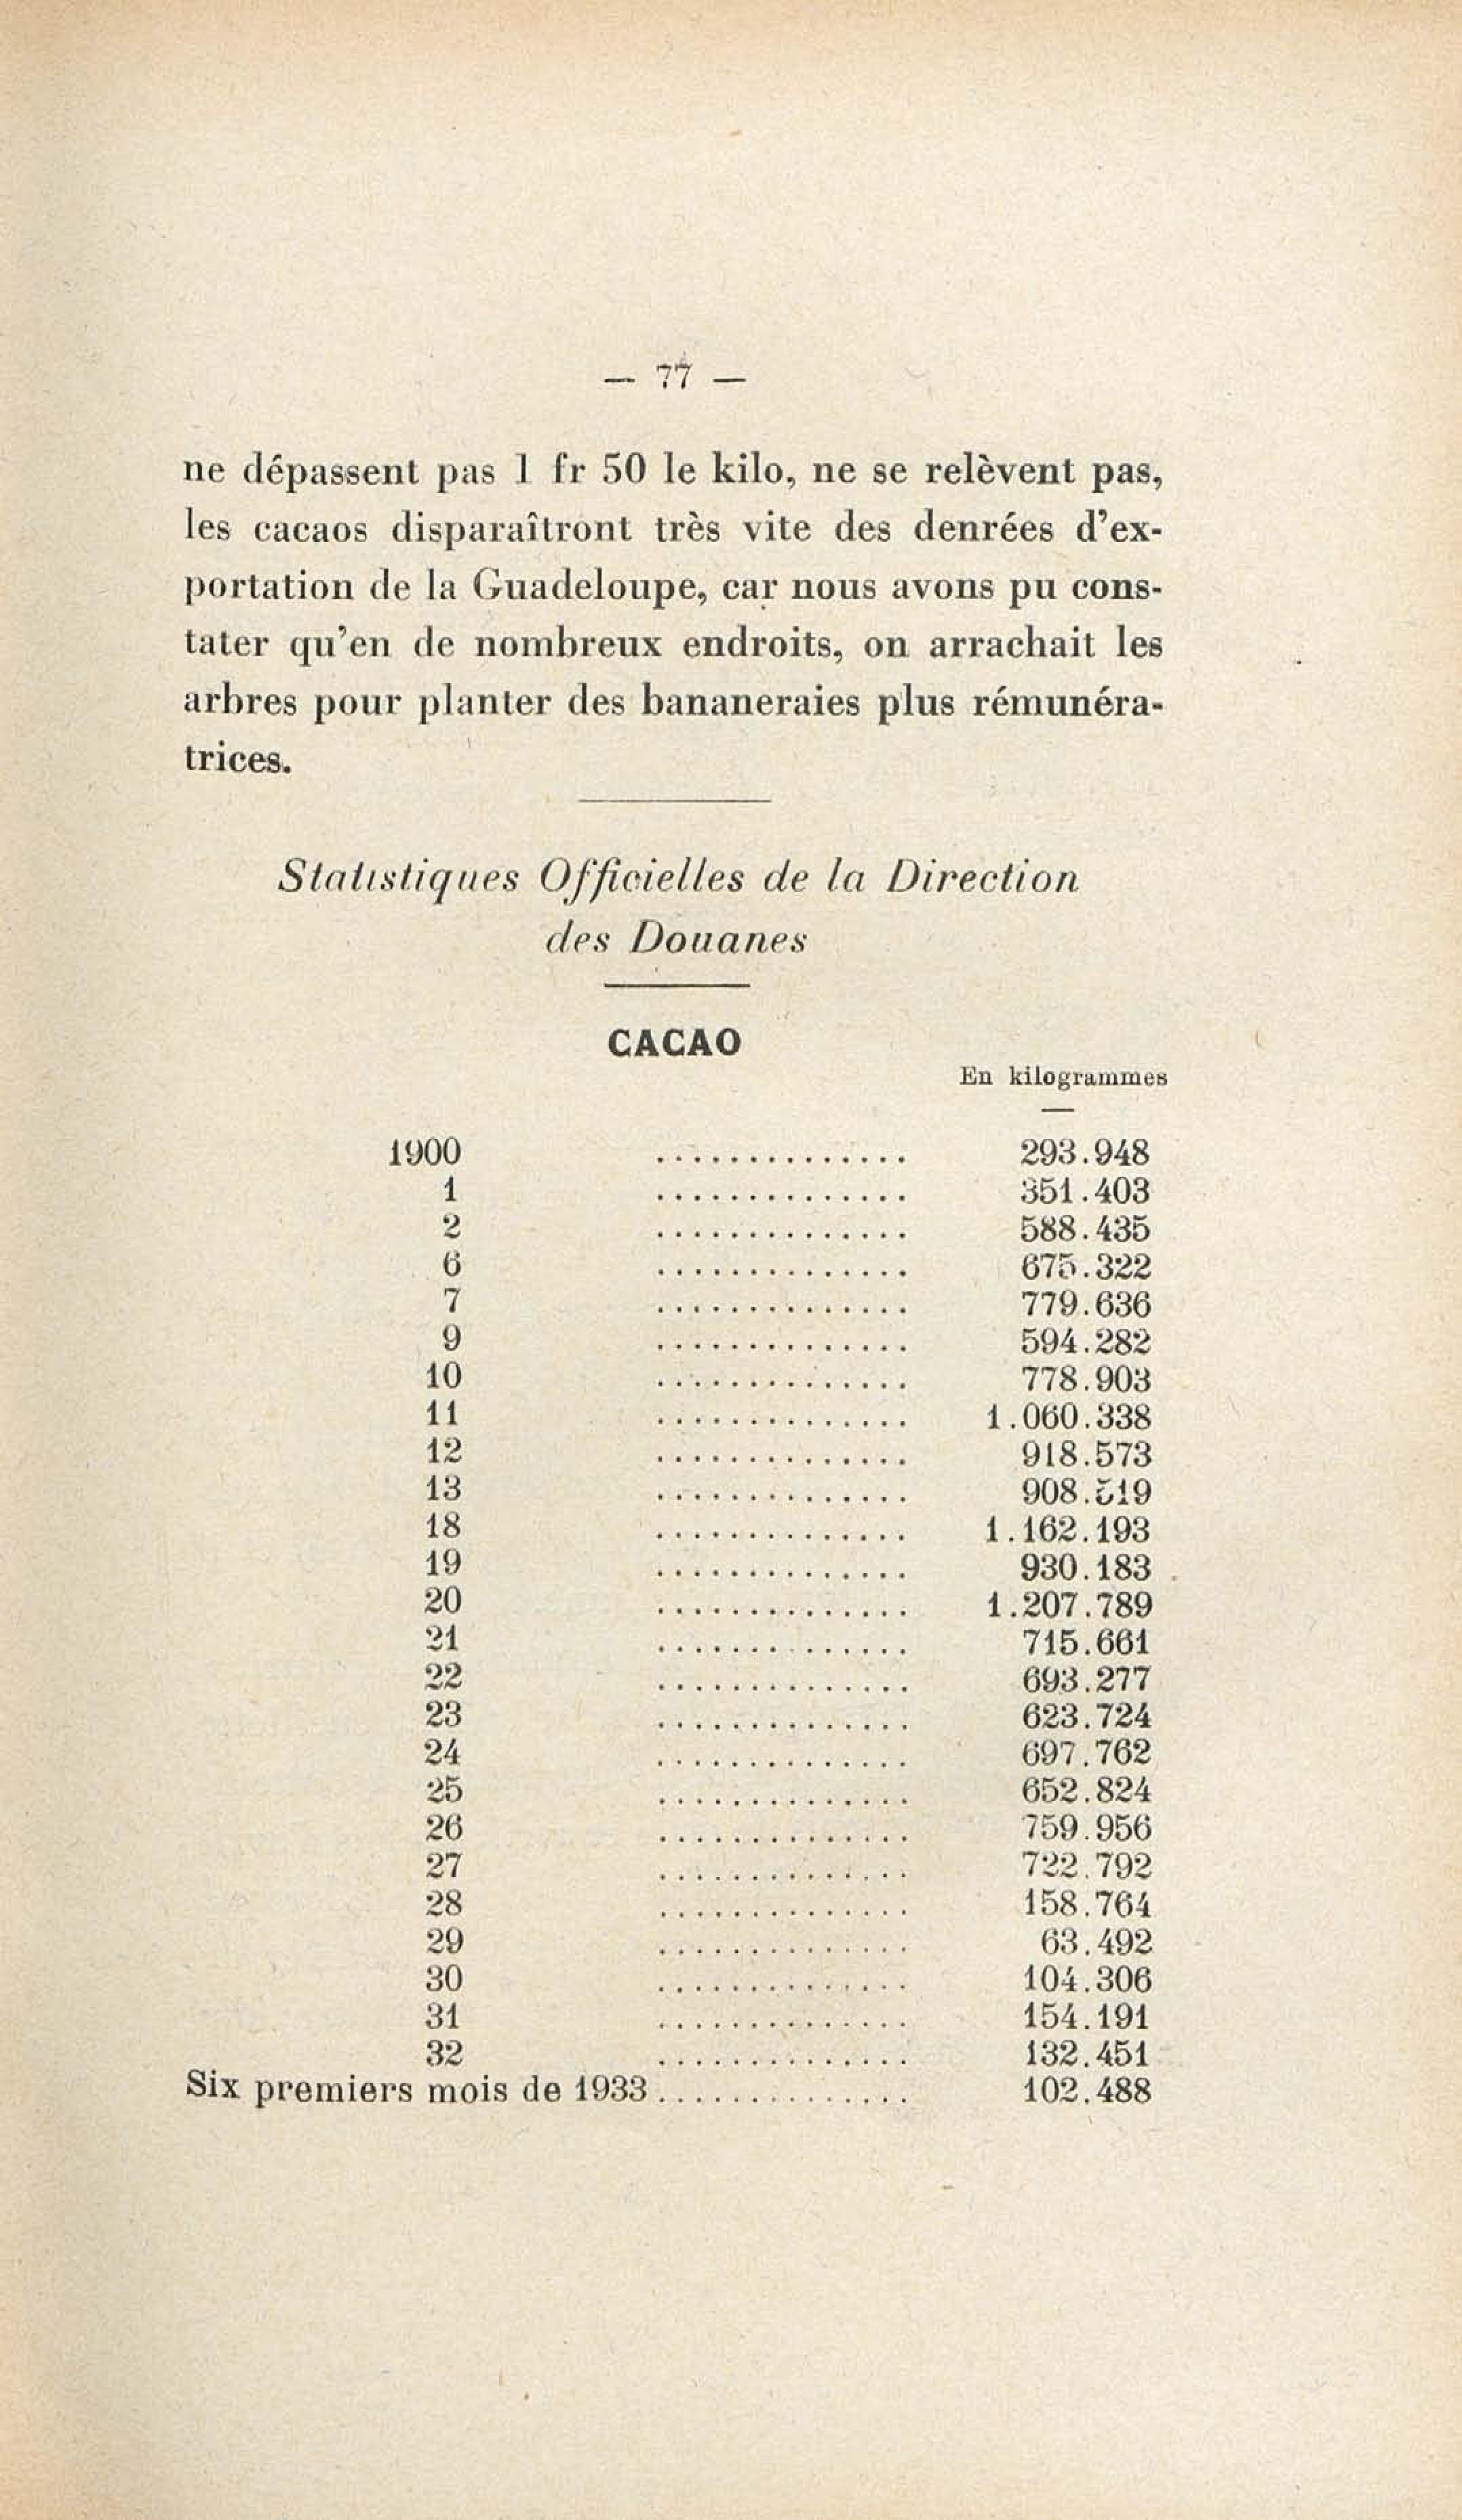 — 77 —
ne dépassent pas 1 fr 50 le kilo, ne se relèvent pas,
les cacaos disparaîtront très vite des denrées d'ex-
portation de la Guadeloupe, car nous avons pu cons-
tater qu'en de nombreux endroits, on arrachait les
arbres pour planter des bananeraies plus rémunéra-
trices.
Statistiques Officielles de la Direction
des Douanes
CACAO
En kilogrammes
1900 .............. 293.948
1 .............. 351.403
2 .............. 588.435
6 .............. 675.322
7 .............. 779.636
9 .............. 594.282
10 .............. 778.903
11 .............. 1.060.338
12 .............. 918.573
13 .............. 908.519
18 .............. 1.162.193
19 .............. 930.183
20 .............. 1.207.789
21 .............. 715.661
22 .............. 693.277
23 .............. 623.724
24 .............. 697.762
25 .............. 652.824
26 .............. 759.956
27 .............. 722.792
28 .............. 158.764
29 .............. 63.492
30 .............. 104.306
31 .............. 154.191
32 .............. 132.451
Six premiers mois de 1933 .............. 102.488